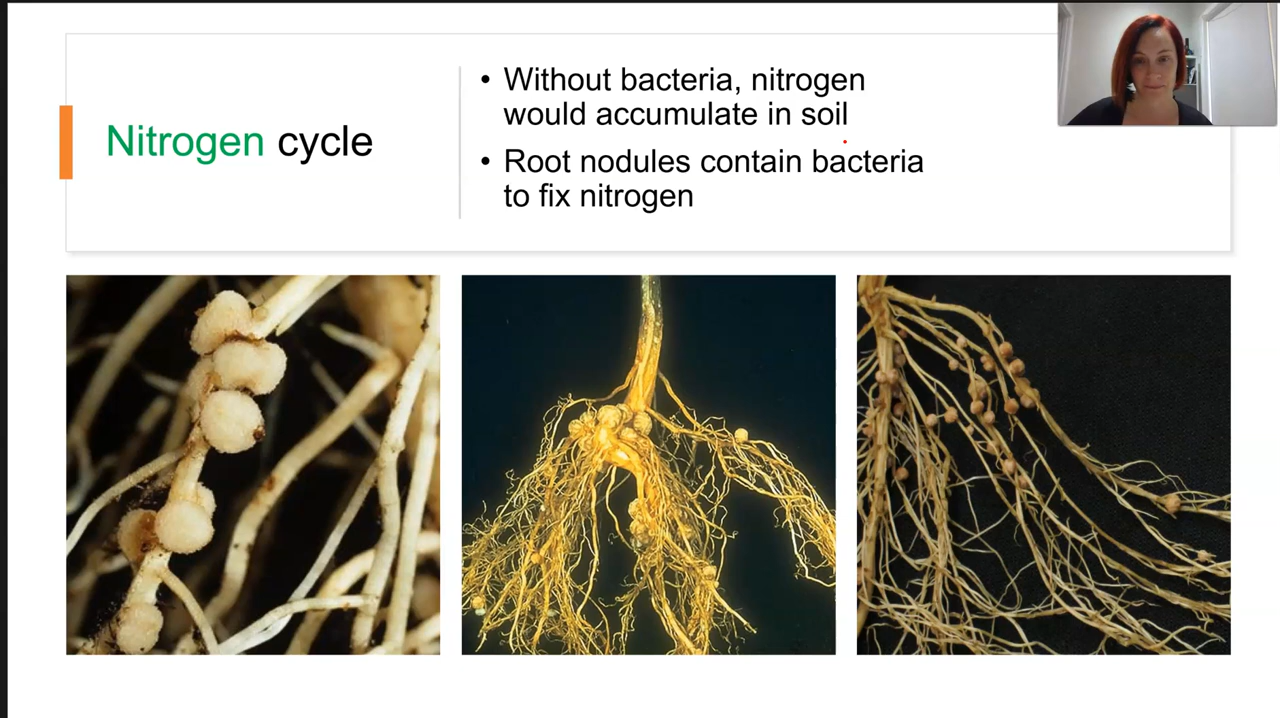 Nitrogen cycle
• Without bacteria, nitrogen
would accumulate in soil
• Root nodules contain bacteria
to fix nitrogen